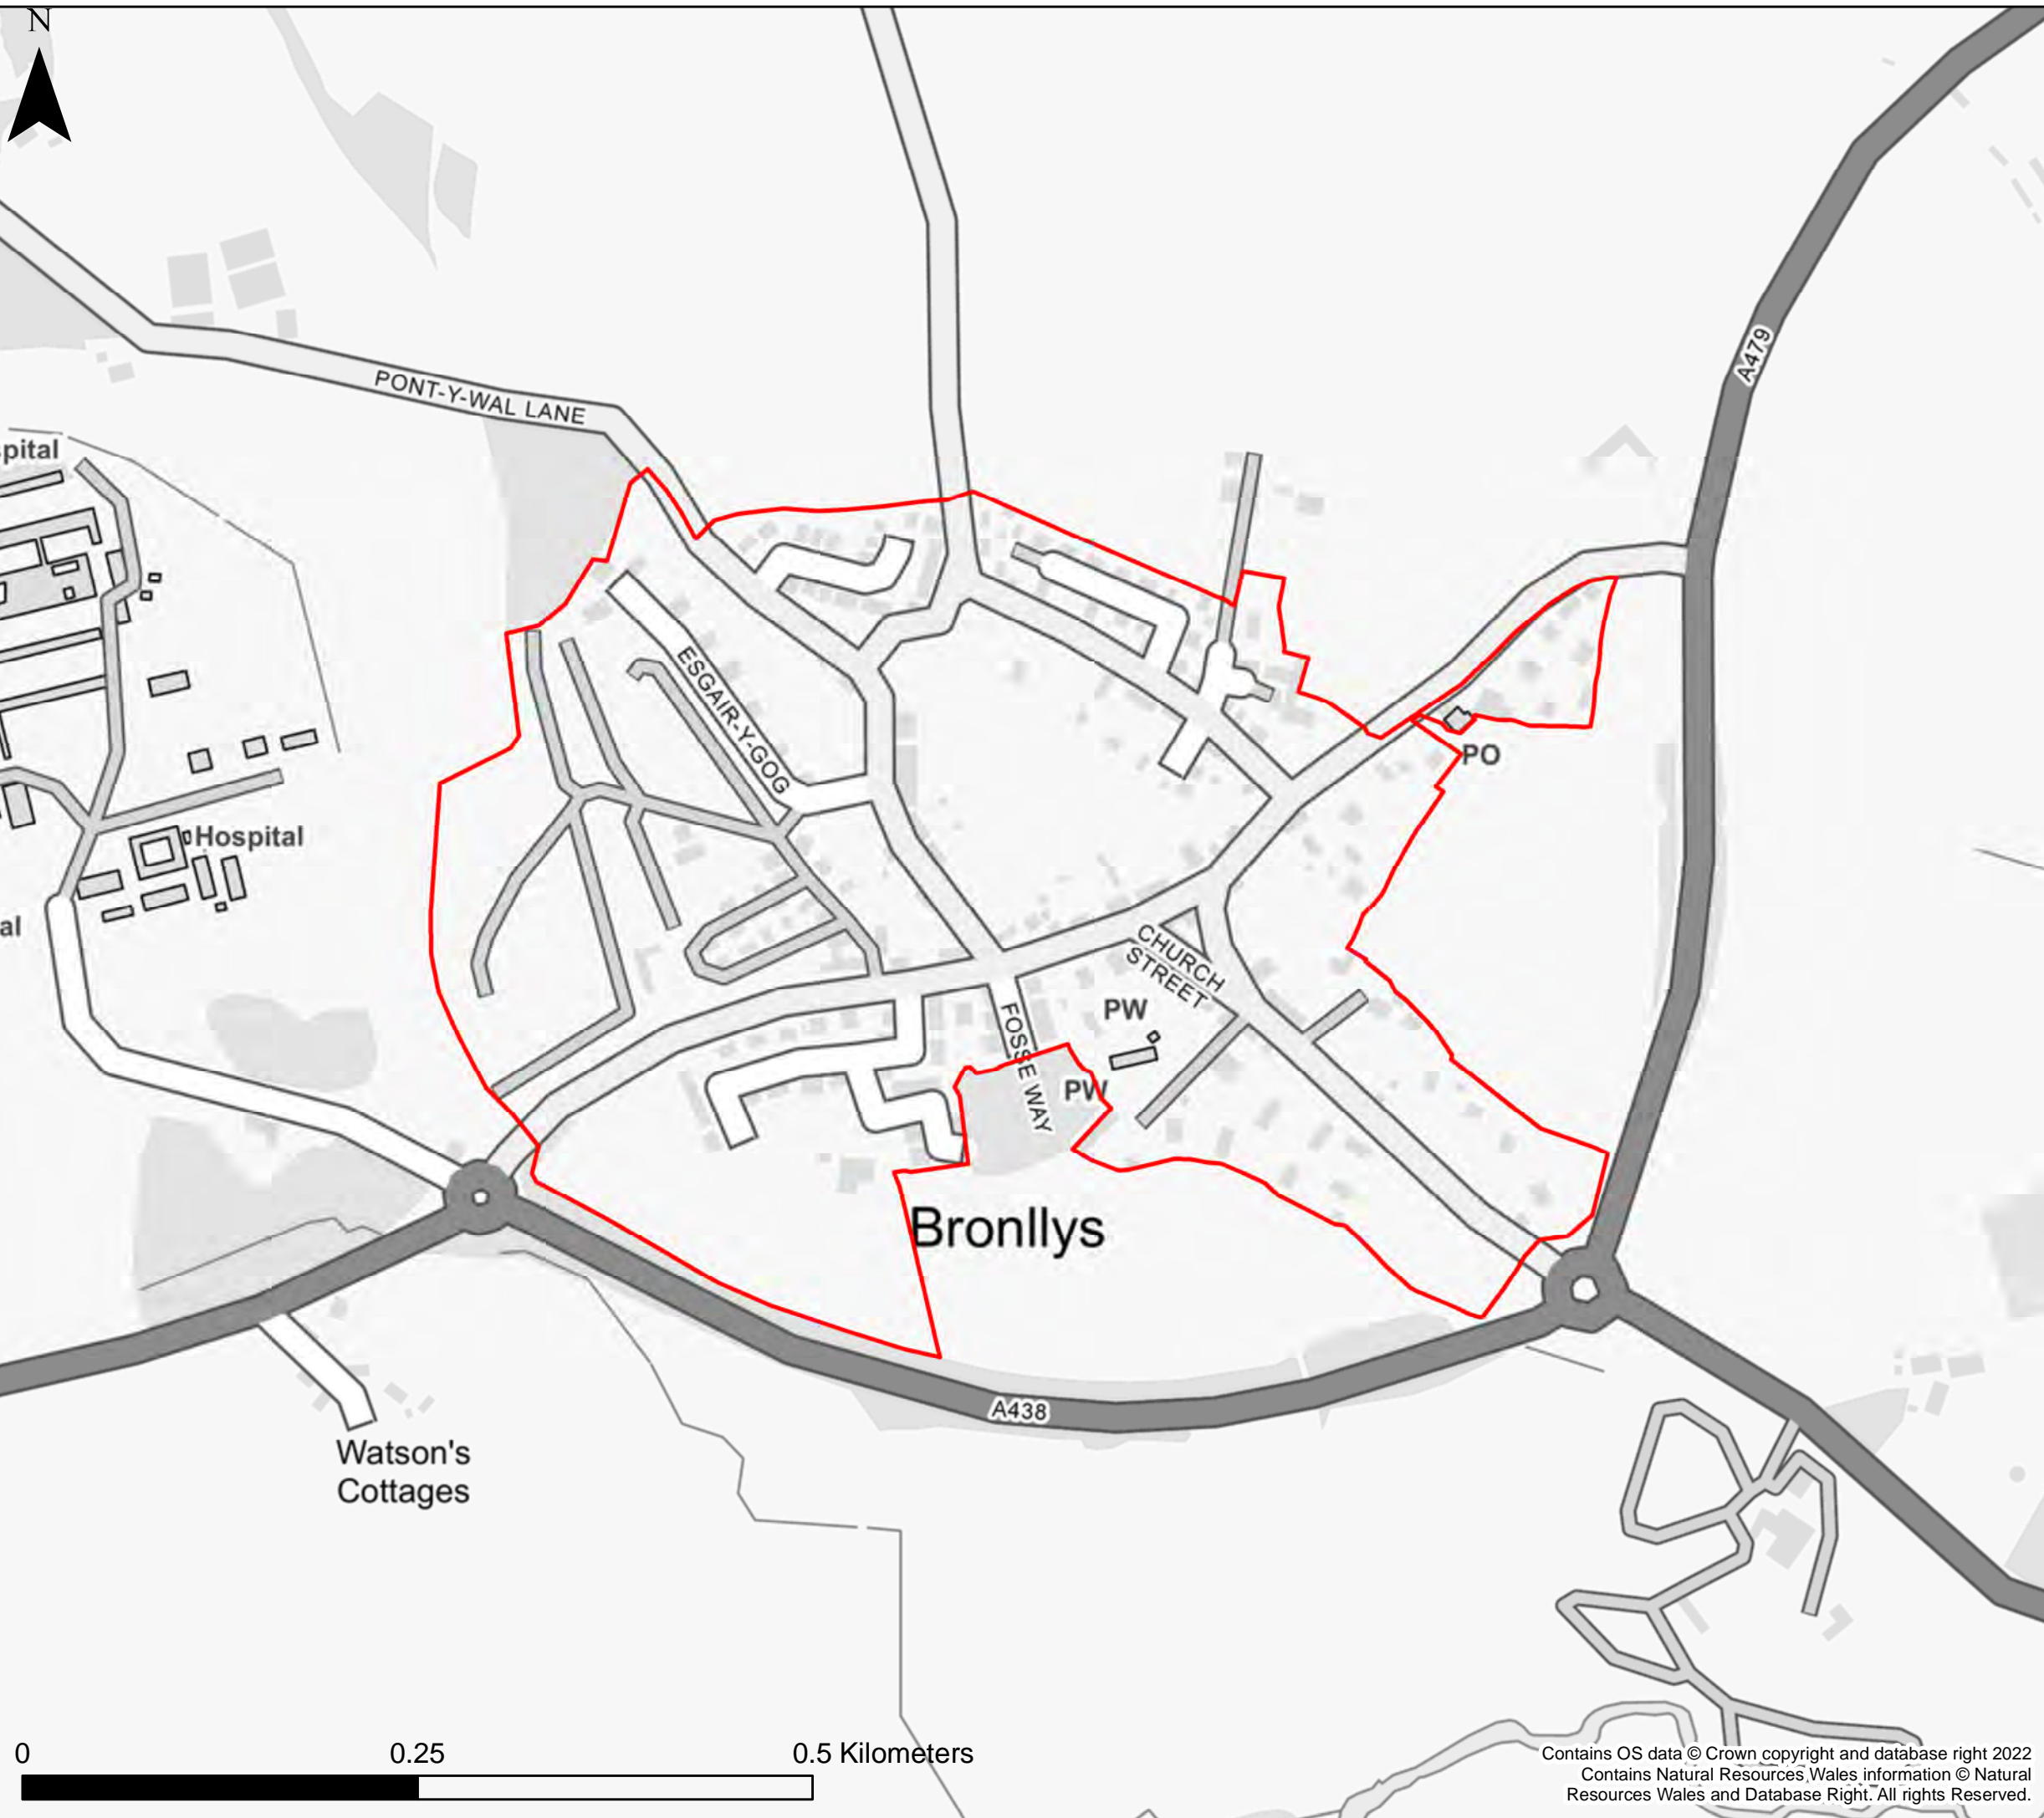 N
A479
PONT-Y-WAL LANE
spital
ESGAIR-Y-GOG
PO
Hospital
al
CHURCH
STREET
PW
FOSSE WAY
PW
Bronllys
A438
Watson's
Cottages
0 0.25 0.5 Kilometers
Contains OS data © Crown copyright and database right 2022
Contains Natural Resources Wales information © Natural
Resources Wales and Database Right. All rights Reserved.